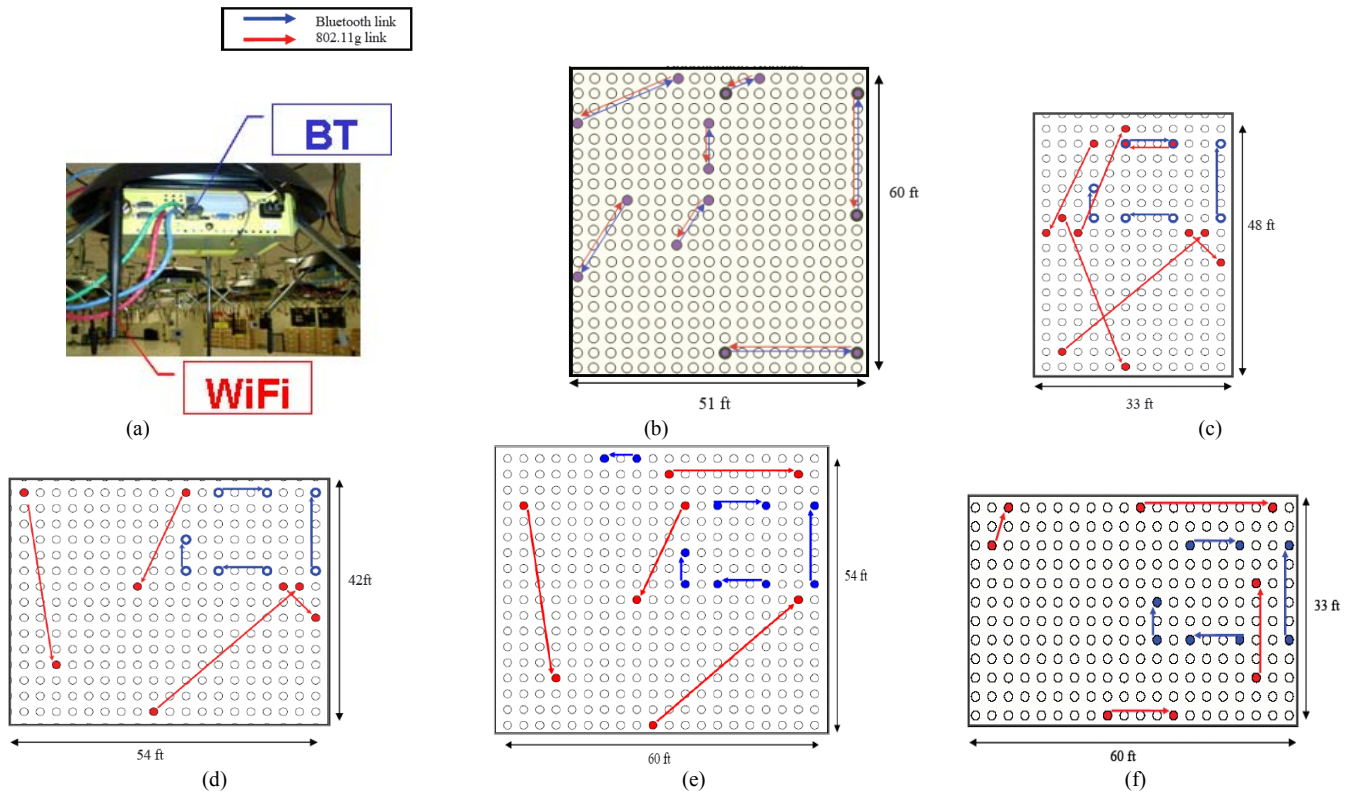 Bluetooth link
802.11g link
BT
WiFi
(a)
60 ft
51 ft
(b)
48 ft
33 ft
(c)
42ft
54 ft
(d)
54 ft
60 ft
(e)
33 ft
60 ft
(f)